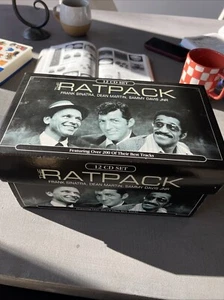 12 CD SET
THE RATPACK
FRANK SINATRA, DEAN MARTIN, SAMMY DAVIS JNR
Featuring Over 200 Of Their Best Tracks
12 CD SET
THE RATPACK
FRANK SINATRA, DEAN MARTIN, SAMMY DAVIS JNR